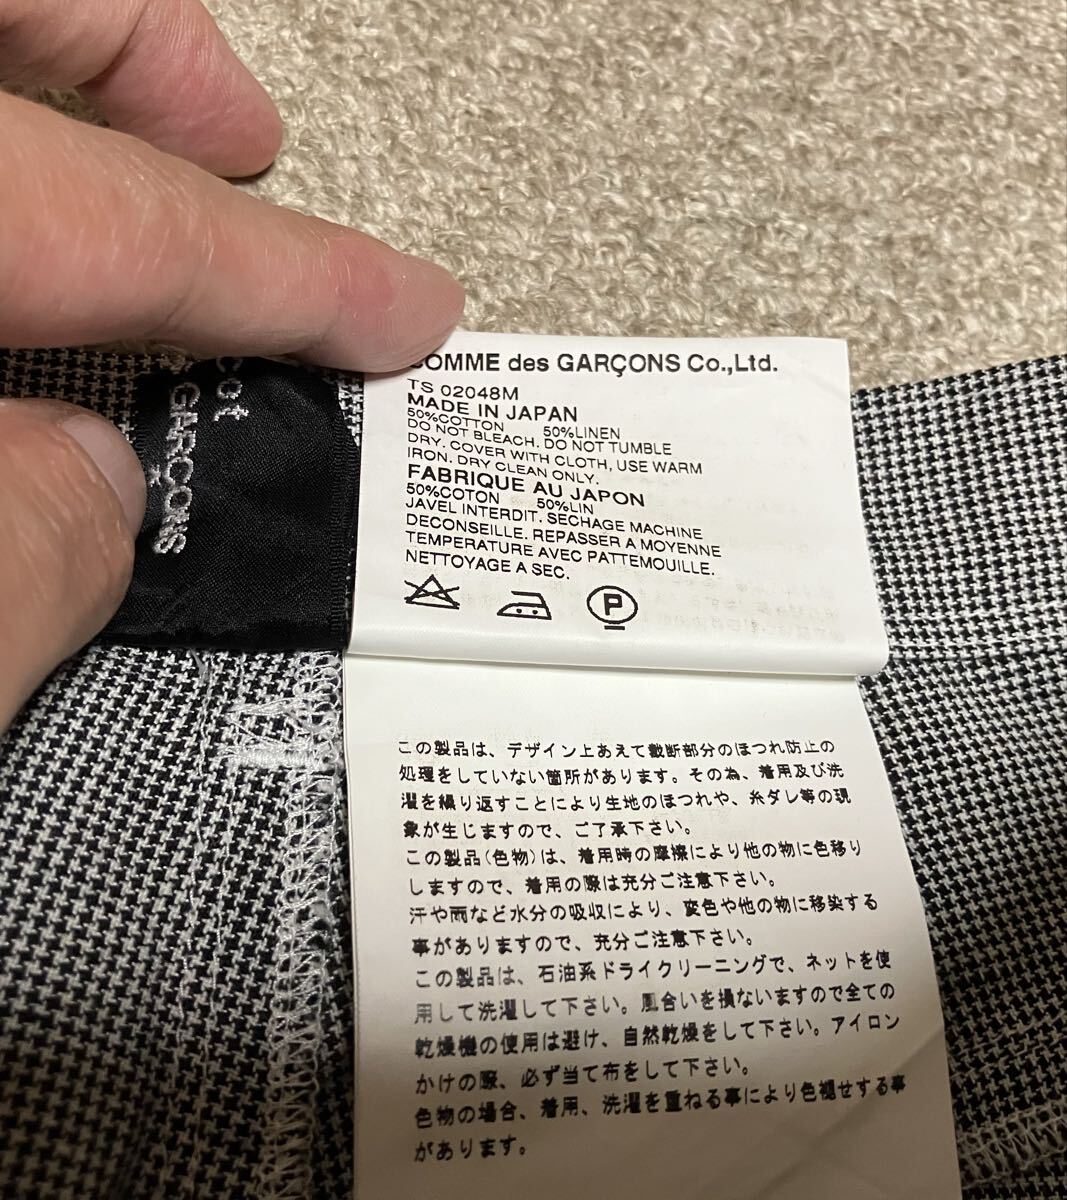 COMME des GARÇONS Co.,Ltd.
TS 02048M
MADE IN JAPAN
50%COTTON 50%LINEN
DO NOT BLEACH. DO NOT TUMBLE
DRY. COVER WITH CLOTH, USE WARM
IRON. DRY CLEAN ONLY.
FABRIQUE AU JAPON
50%COTON 50%LIN
JAVEL INTERDIT. SECHAGE MACHINE
DECONSEILLE. REPASSER A MOYENNE
TEMPERATURE AVEC PATTEMOUILLE.
NETTOYAGE A SEC.
P
この製品は、デザイン上あえて裁断部分のほつれ防止の
処理をしていない箇所があります。その為、着用及び洗
濯を繰り返すことにより生地のほつれや、糸ダレ等の現
象が生じますので、ご了承下さい。
この製品(色物)は、着用時の摩擦により他の物に色移り
しますので、着用の際は充分ご注意下さい。
汗や雨など水分の吸収により、変色や他の物に移染する
事がありますので、充分ご注意下さい。
この製品は、石油系ドライクリーニングで、ネットを使
用して洗濯して下さい。風合いを損ないますので全ての
乾燥機の使用は避け、自然乾燥をして下さい。アイロン
かけの際、必ず当て布をして下さい。
色物の場合、着用、洗濯を重ねる事により色褪せする事
があります。
cot
GARÇONS